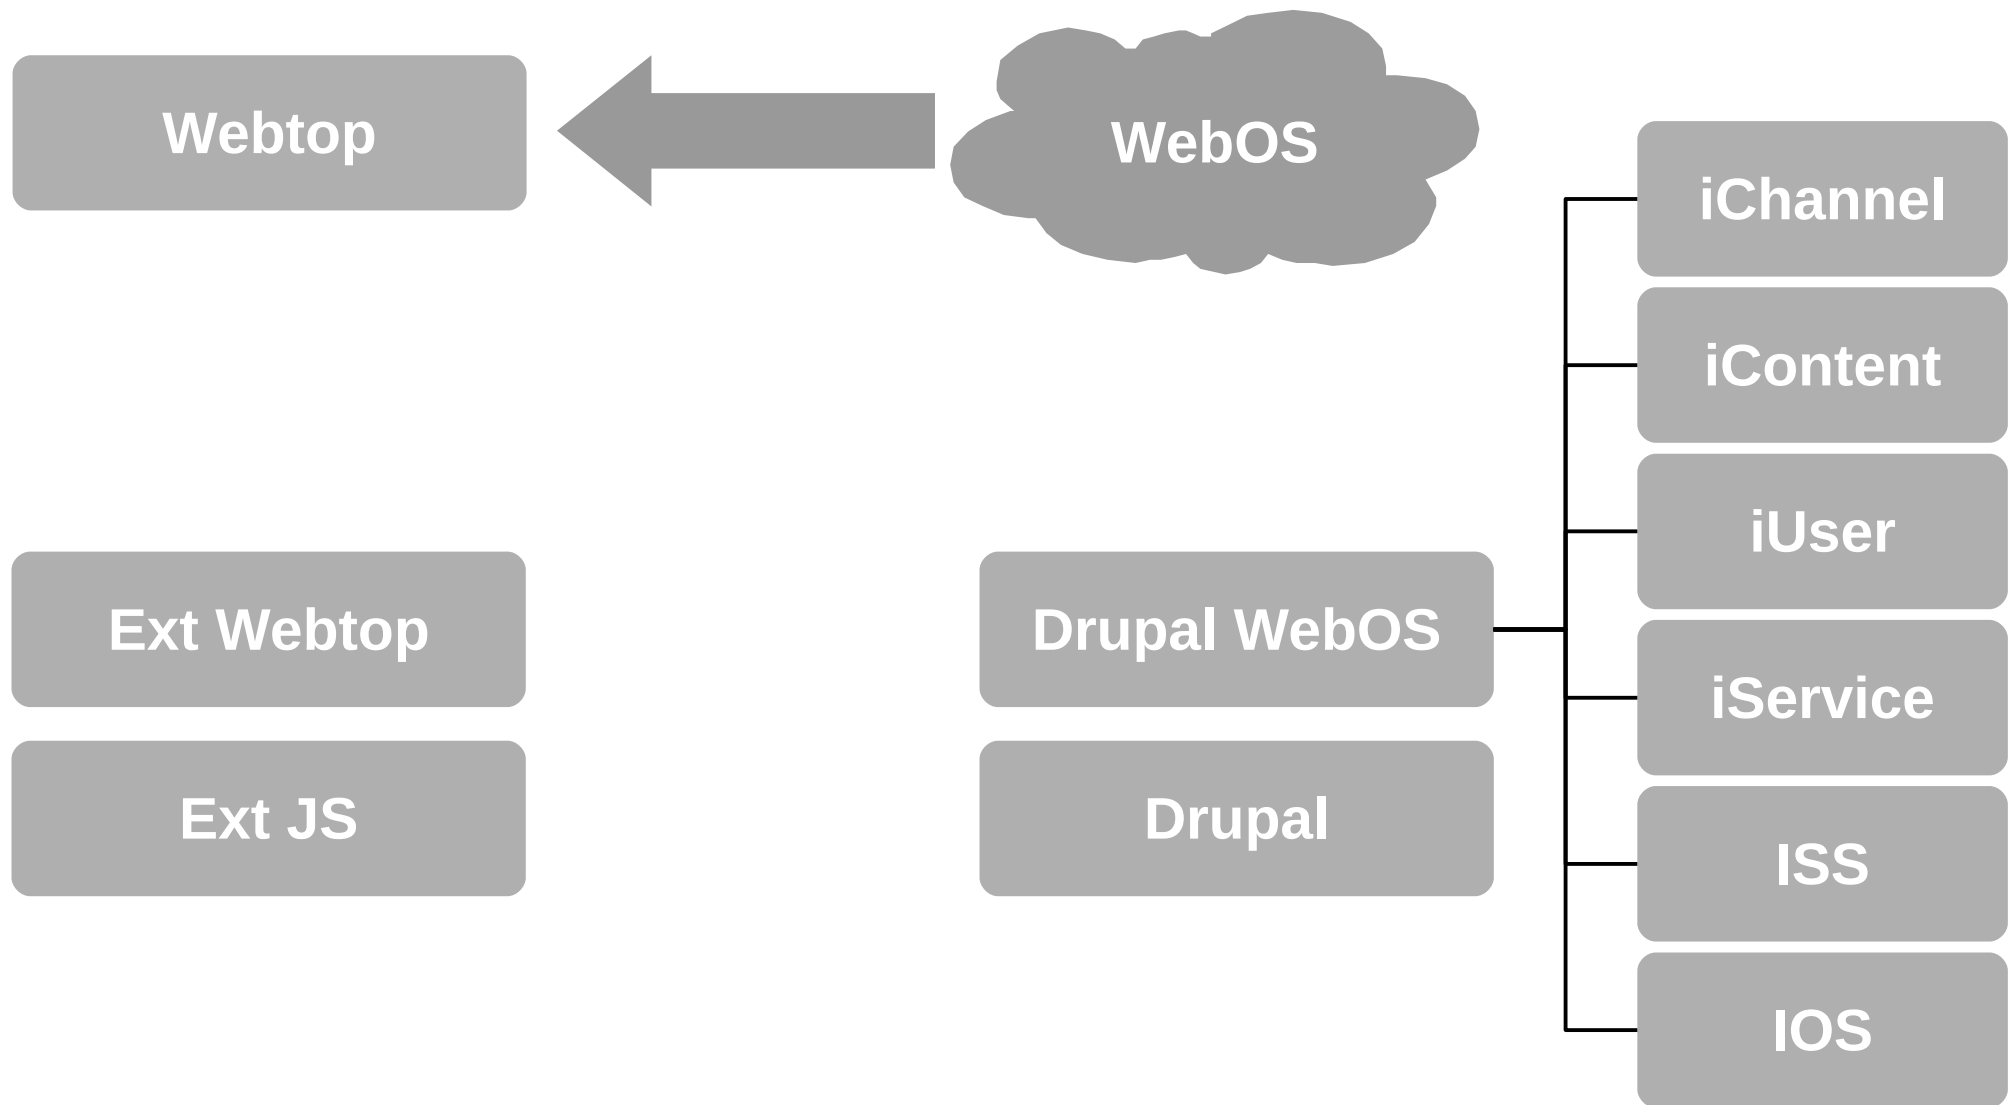 Webtop
WebOS
iChannel
iContent
iUser
Ext Webtop
Drupal WebOS
iService
Ext JS
Drupal
ISS
IOS